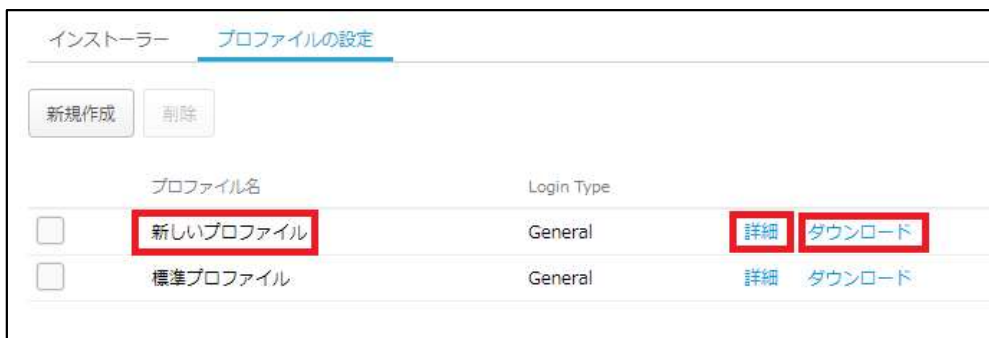 インストーラー プロファイルの設定
新規作成 削除
プロファイル名 Login Type
新しいプロファイル General 詳細 ダウンロード
標準プロファイル General 詳細 ダウンロード